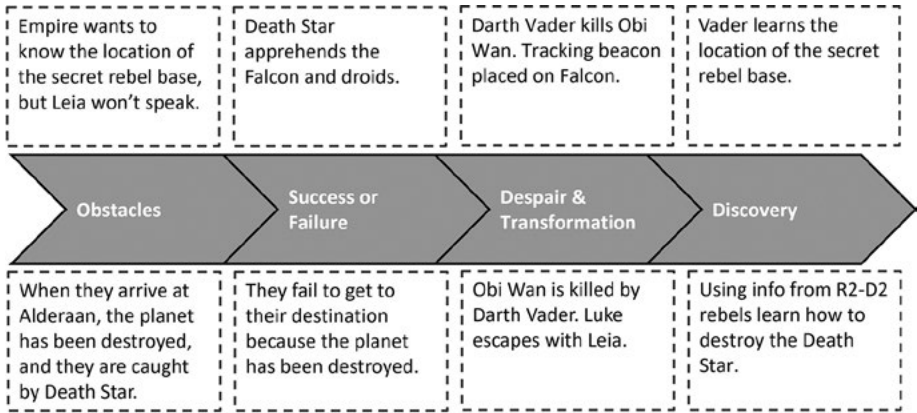 Empire wants to
know the location of
the secret rebel base,
but Leia won't speak.
Death Star
apprehends the
Falcon and droids.
Darth Vader kills Obi
Wan. Tracking beacon
placed on Falcon.
Vader learns the
location of the secret
rebel base.
Obstacles
Success or
Failure
Despair &
Transformation
Discovery
When they arrive at
Alderaan, the planet
has been destroyed,
and they are caught
by Death Star.
They fail to get to
their destination
because the planet
has been destroyed.
Obi Wan is killed by
Darth Vader. Luke
escapes with Leia.
Using info from R2-D2
rebels learn how to
destroy the Death
Star.